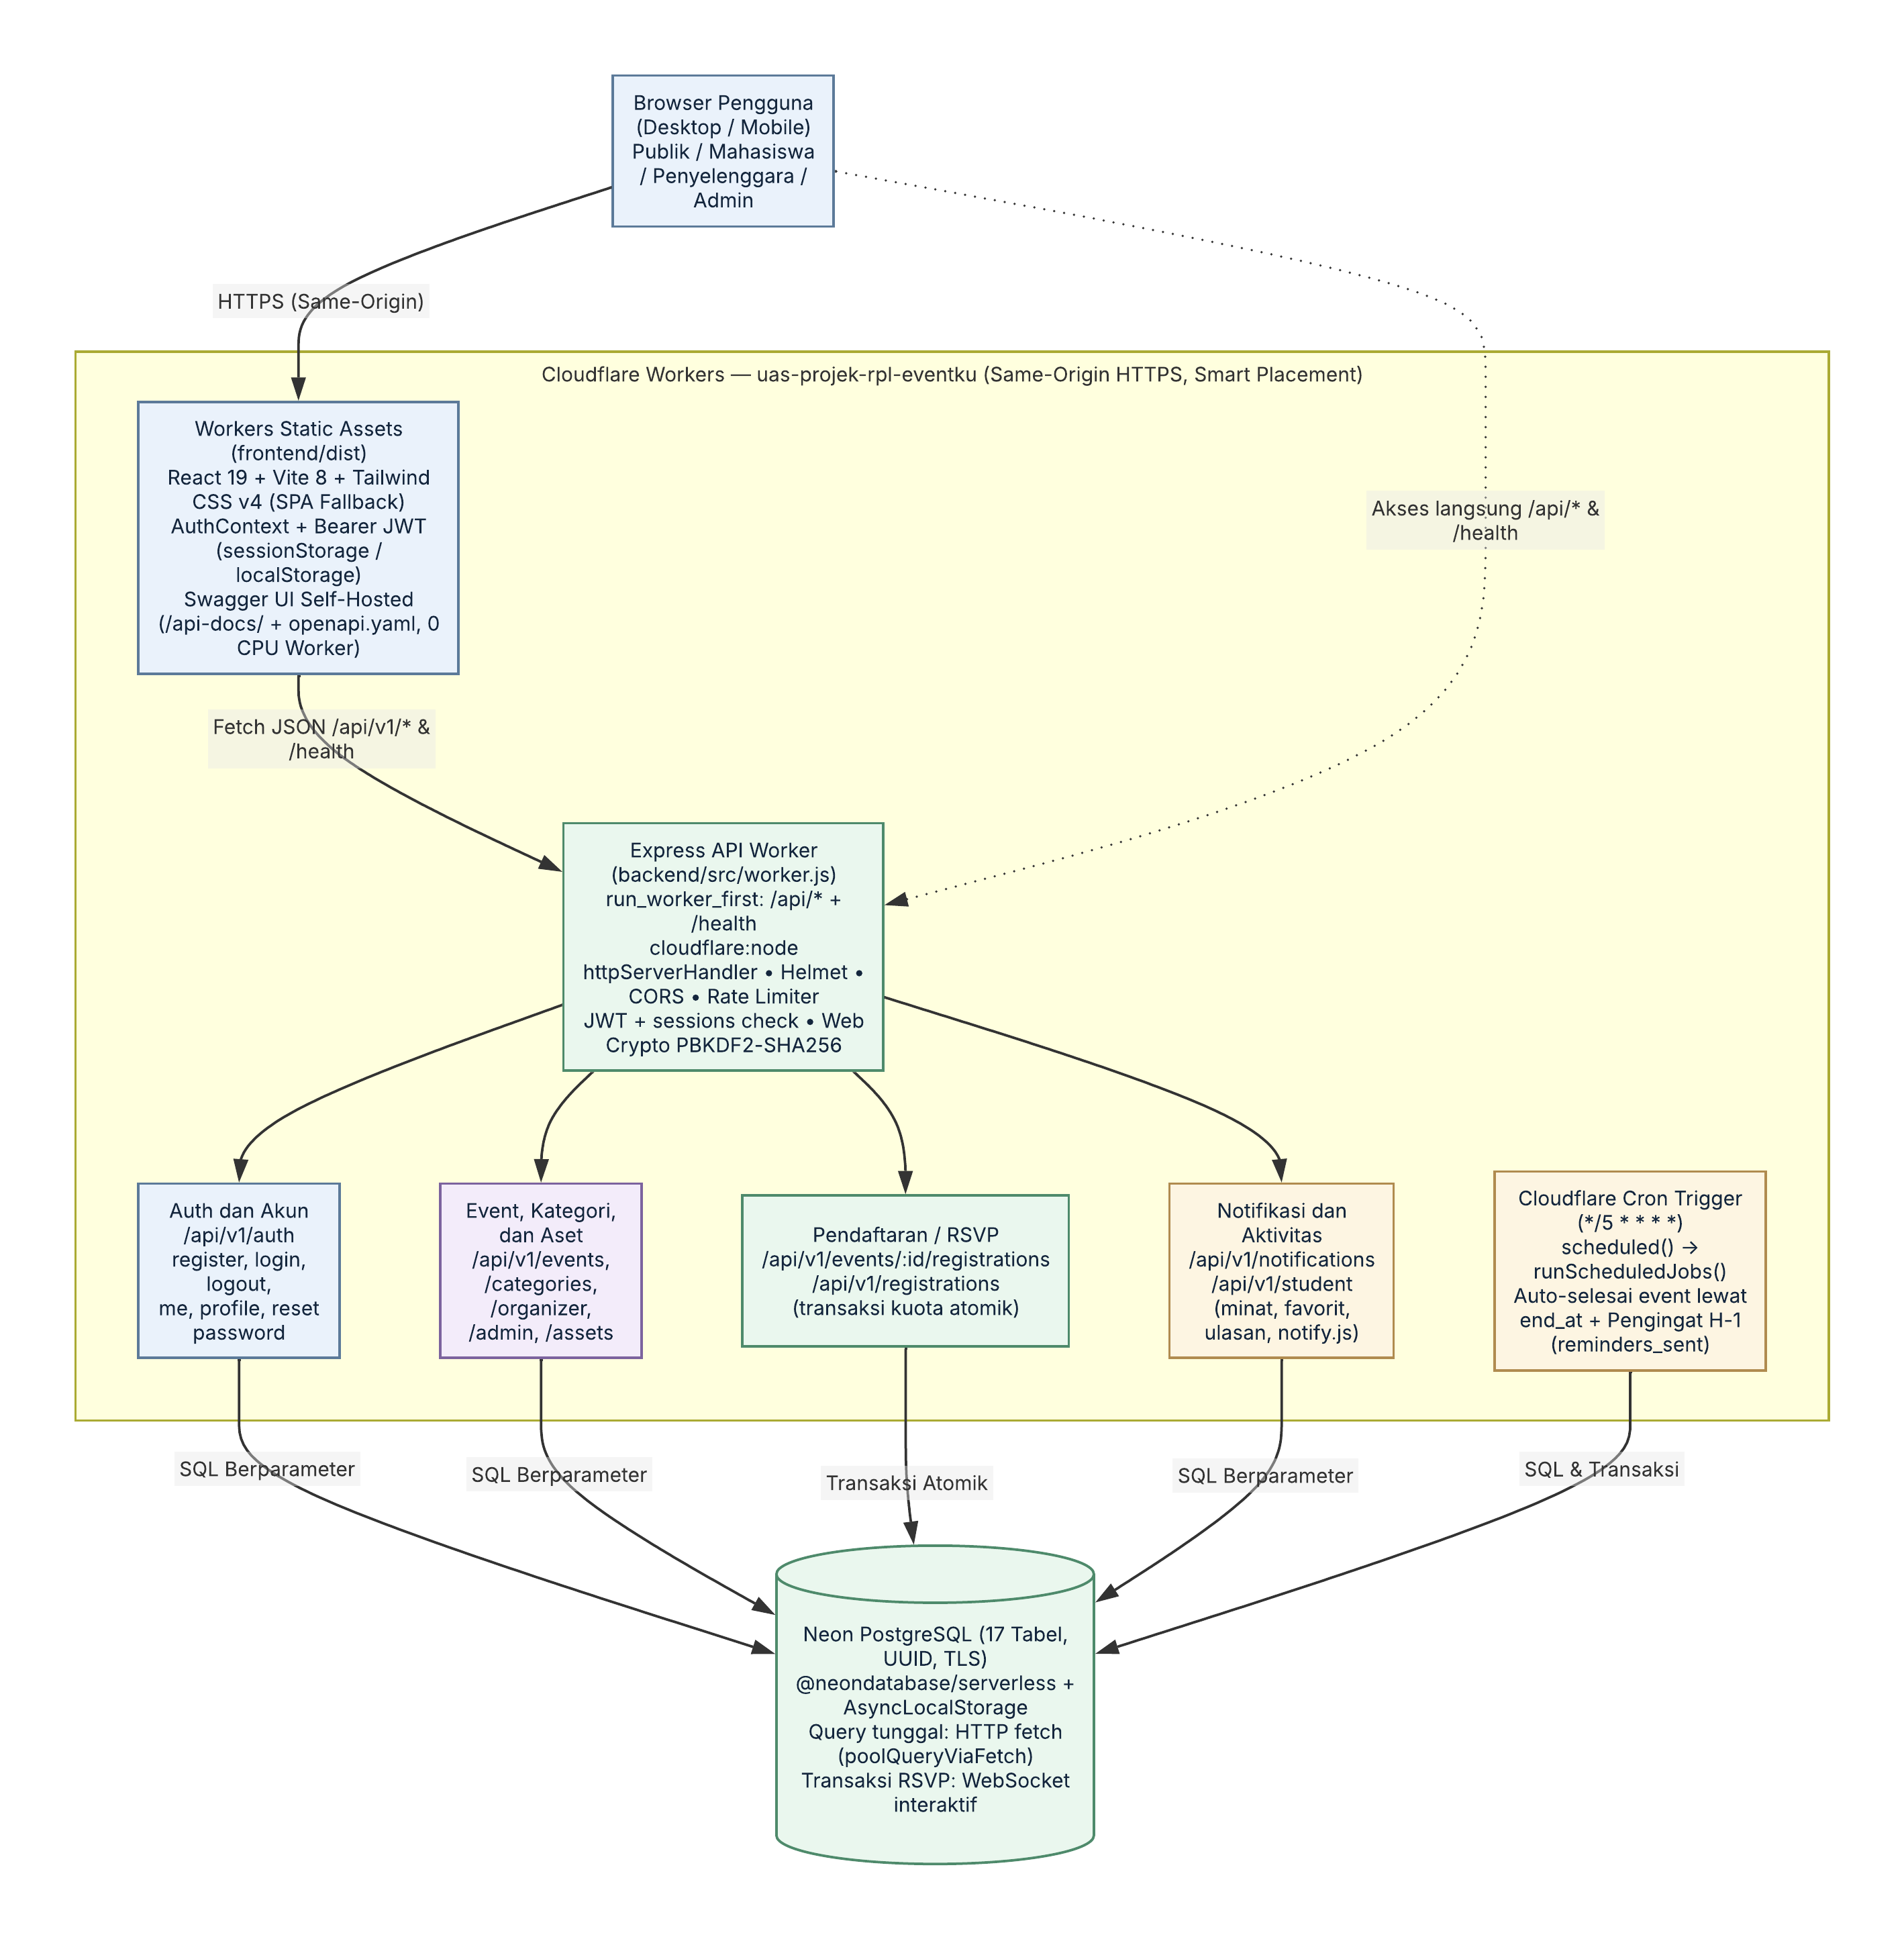 Browser Pengguna
(Desktop / Mobile)
Publik / Mahasiswa
/ Penyelenggara /
Admin
HTTPS (Same-Origin)
Cloudflare Workers — uas-projek-rpl-eventku (Same-Origin HTTPS, Smart Placement)
Workers Static Assets
(frontend/dist)
React 19 + Vite 8 + Tailwind
CSS v4 (SPA Fallback)
AuthContext + Bearer JWT
(sessionStorage /
localStorage)
Swagger UI Self-Hosted
(/api-docs/ + openapi.yaml, 0
CPU Worker)
Akses langsung /api/* &
/health
Fetch JSON /api/v1/* &
/health
Express API Worker
(backend/src/worker.js)
run_worker_first: /api/* +
/health
cloudflare:node
httpServerHandler • Helmet •
CORS • Rate Limiter
JWT + sessions check • Web
Crypto PBKDF2-SHA256
Auth dan Akun
/api/v1/auth
register, login,
logout,
me, profile, reset
password
Event, Kategori,
dan Aset
/api/v1/events,
/categories,
/organizer,
/admin, /assets
Pendaftaran / RSVP
/api/v1/events/:id/registrations
/api/v1/registrations
(transaksi kuota atomik)
Notifikasi dan
Aktivitas
/api/v1/notifications
/api/v1/student
(minat, favorit,
ulasan, notify.js)
Cloudflare Cron Trigger
(*/5 * * * *)
scheduled() →
runScheduledJobs()
Auto-selesai event lewat
end_at + Pengingat H-1
(reminders_sent)
SQL Berparameter
SQL Berparameter
Transaksi Atomik
SQL Berparameter
SQL & Transaksi
Neon PostgreSQL (17 Tabel,
UUID, TLS)
@neondatabase/serverless +
AsyncLocalStorage
Query tunggal: HTTP fetch
(poolQueryViaFetch)
Transaksi RSVP: WebSocket
interaktif